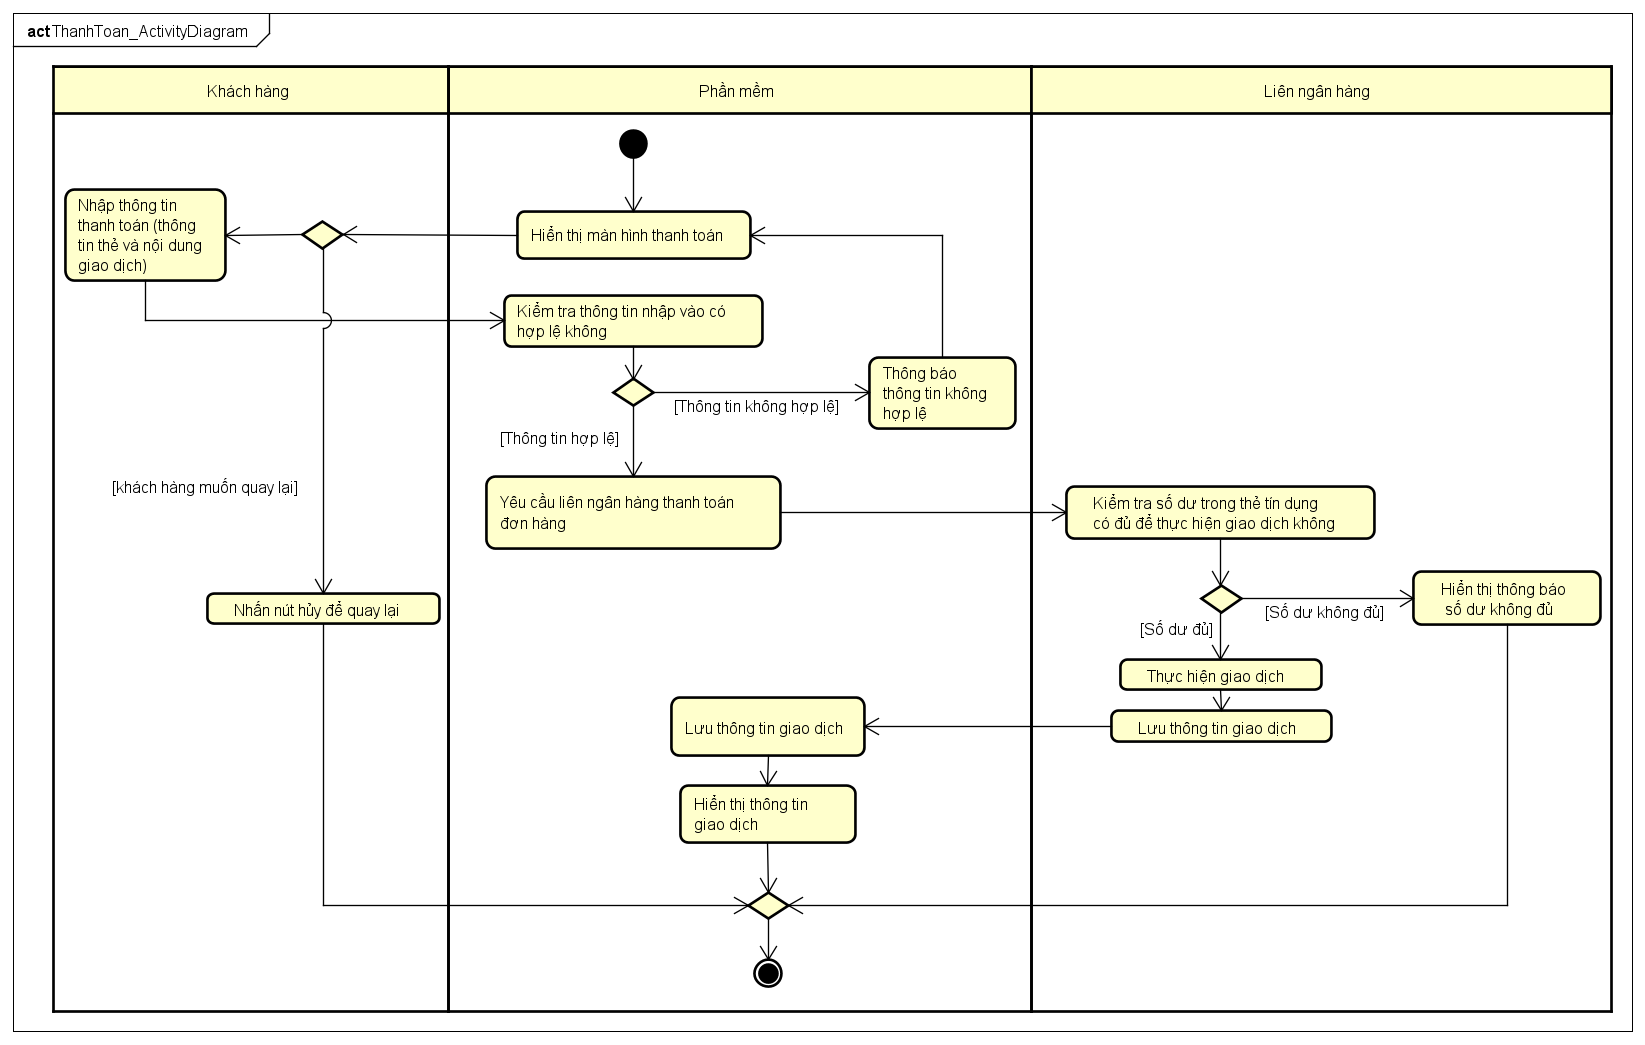 act ThanhToan_ActivityDiagram
Khách hàng
Phần mềm
Liên ngân hàng
Nhập thông tin
thanh toán (thông
tin thẻ và nội dung
giao dịch)
Hiển thị màn hình thanh toán
Kiểm tra thông tin nhập vào có
hợp lệ không
Thông báo
thông tin không
hợp lệ
[Thông tin không hợp lệ]
[Thông tin hợp lệ]
[khách hàng muốn quay lại]
Yêu cầu liên ngân hàng thanh toán
đơn hàng
Kiểm tra số dư trong thẻ tín dụng
có đủ để thực hiện giao dịch không
Hiển thị thông báo
số dư không đủ
[Số dư không đủ]
[Số dư đủ]
Nhấn nút hủy để quay lại
Thực hiện giao dịch
Lưu thông tin giao dịch
Lưu thông tin giao dịch
Hiển thị thông tin
giao dịch